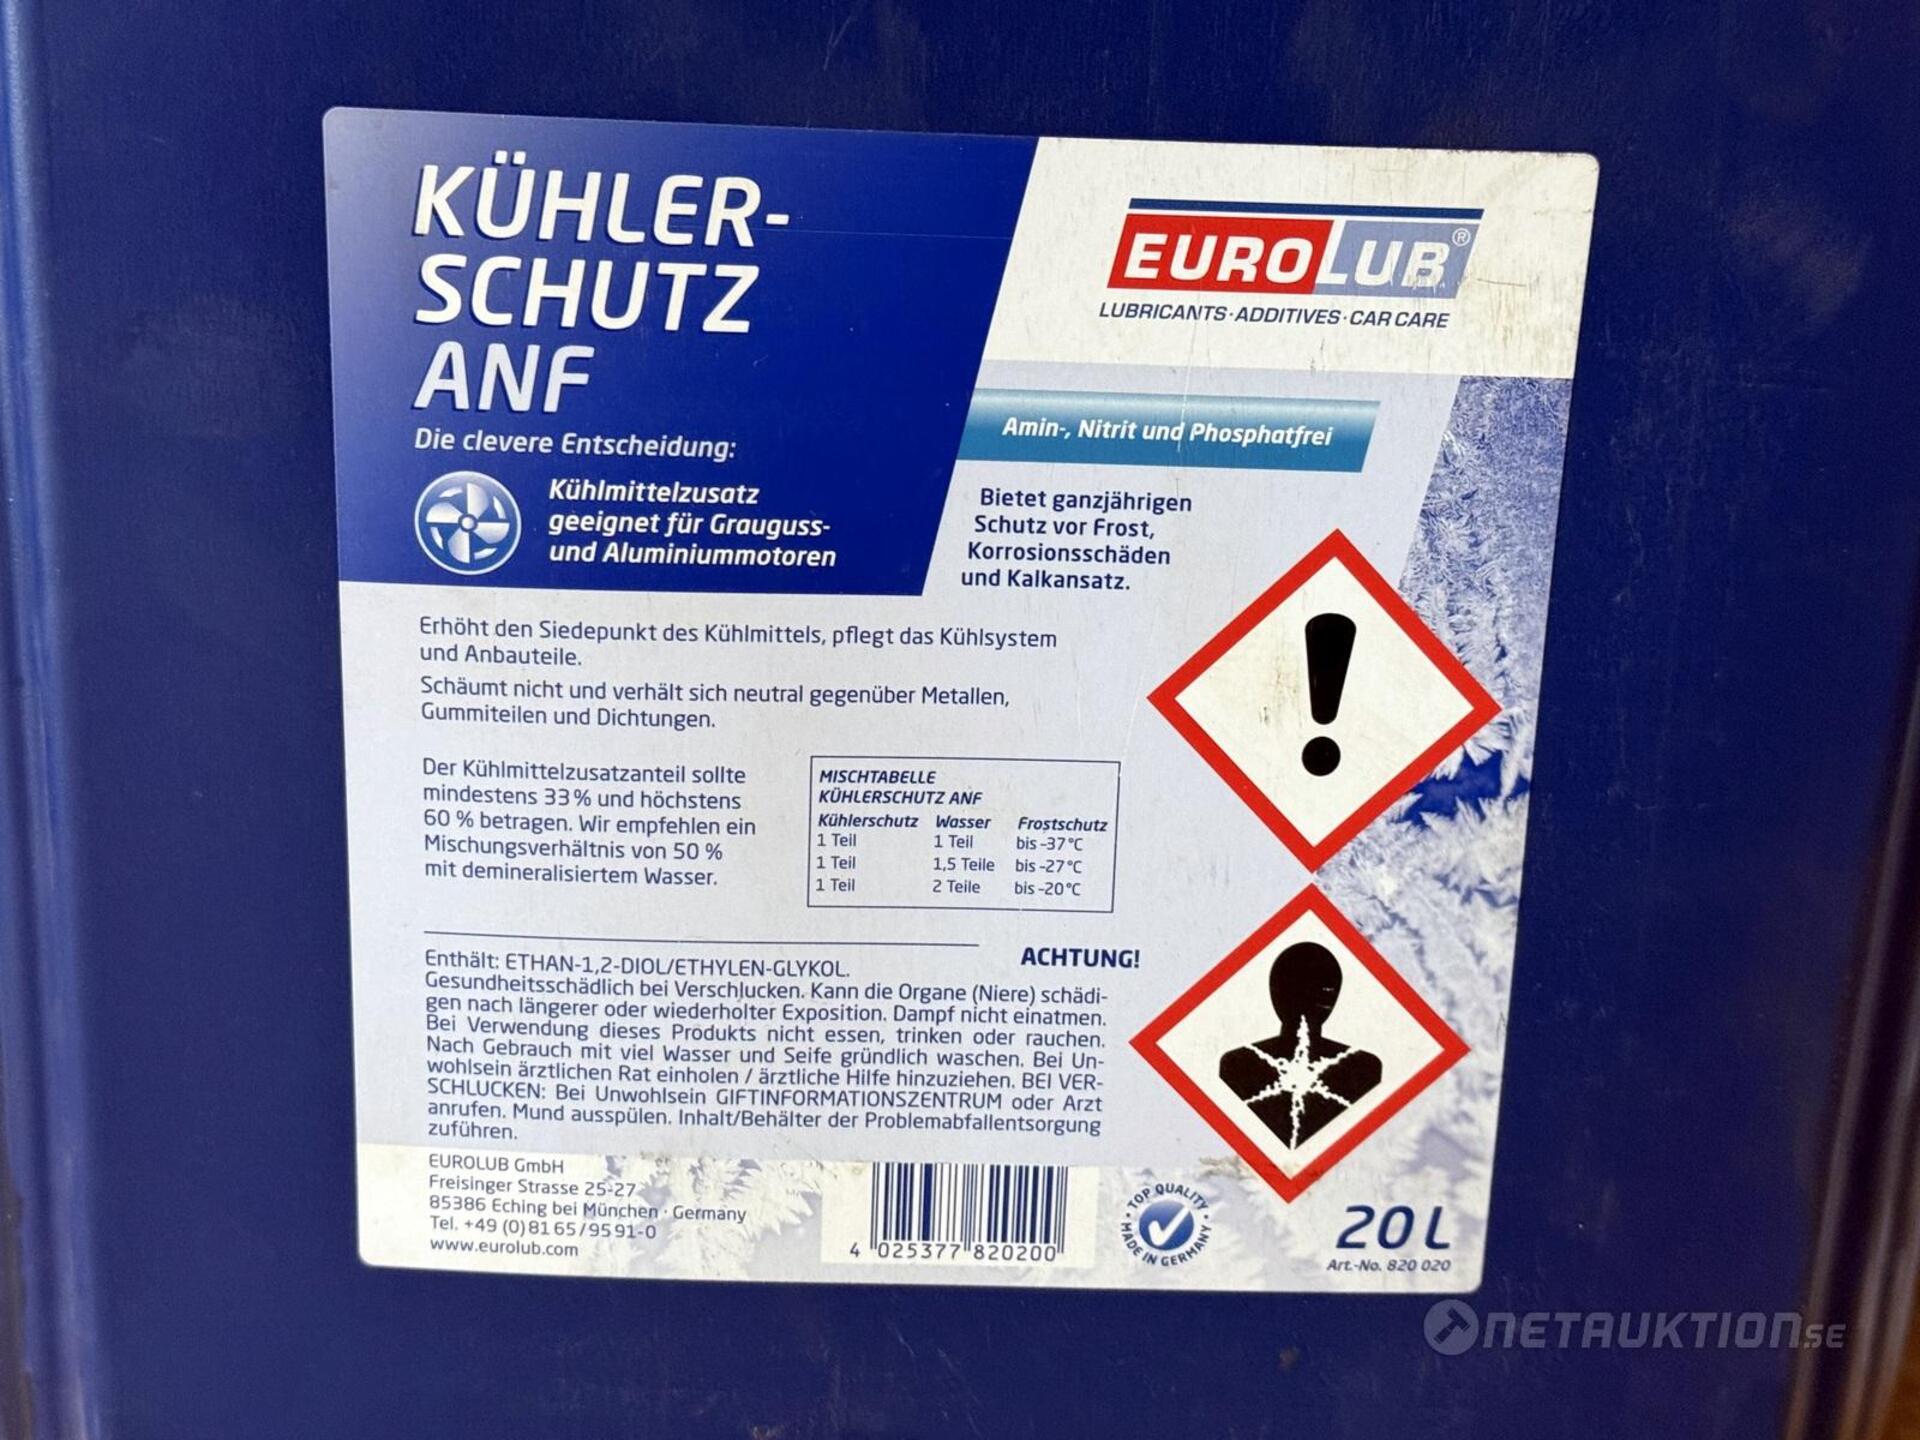 KÜHLER-
SCHUTZ
ANF
Die clevere Entscheidung:
Kühlmittelzusatz
geeignet für Grauguss-
und Aluminiummotoren
EUROLUB®
LUBRICANTS·ADDITIVES·CAR CARE
Amin-, Nitrit und Phosphatfrei
Bietet ganzjährigen
Schutz vor Frost,
Korrosionsschäden
und Kalkansatz.
Erhöht den Siedepunkt des Kühlmittels, pflegt das Kühlsystem
und Anbauteile.
Schäumt nicht und verhält sich neutral gegenüber Metallen,
Gummiteilen und Dichtungen.
Der Kühlmittelzusatzanteil sollte
mindestens 33 % und höchstens
60 % betragen. Wir empfehlen ein
Mischungsverhältnis von 50 %
mit demineralisiertem Wasser.
MISCHTABELLE
KÜHLERSCHUTZ ANF
Kühlerschutz Wasser Frostschutz
1 Teil 1 Teil bis -37°C
1 Teil 1,5 Teile bis -27°C
1 Teil 2 Teile bis -20°C
ACHTUNG!
Enthält: ETHAN-1,2-DIOL/ETHYLEN-GLYKOL.
Gesundheitsschädlich bei Verschlucken. Kann die Organe (Niere) schädi-
gen nach längerer oder wiederholter Exposition. Dampf nicht einatmen.
Bei Verwendung dieses Produkts nicht essen, trinken oder rauchen.
Nach Gebrauch mit viel Wasser und Seife gründlich waschen. Bei Un-
wohlsein ärztlichen Rat einholen / ärztliche Hilfe hinzuziehen. BEI VER-
SCHLUCKEN: Bei Unwohlsein GIFTINFORMATIONSZENTRUM oder Arzt
anrufen. Mund ausspülen. Inhalt/Behälter der Problemabfallentsorgung
zuführen.
EUROLUB GmbH
Freisinger Strasse 25-27
85386 Eching bei München · Germany
Tel. +49 (0) 81 65 / 95 91-0
www.eurolub.com
4 025377 820200
TOP QUALITY
MADE IN GERMANY
20 L
Art.-No. 820 020
NETAUKTION.SE